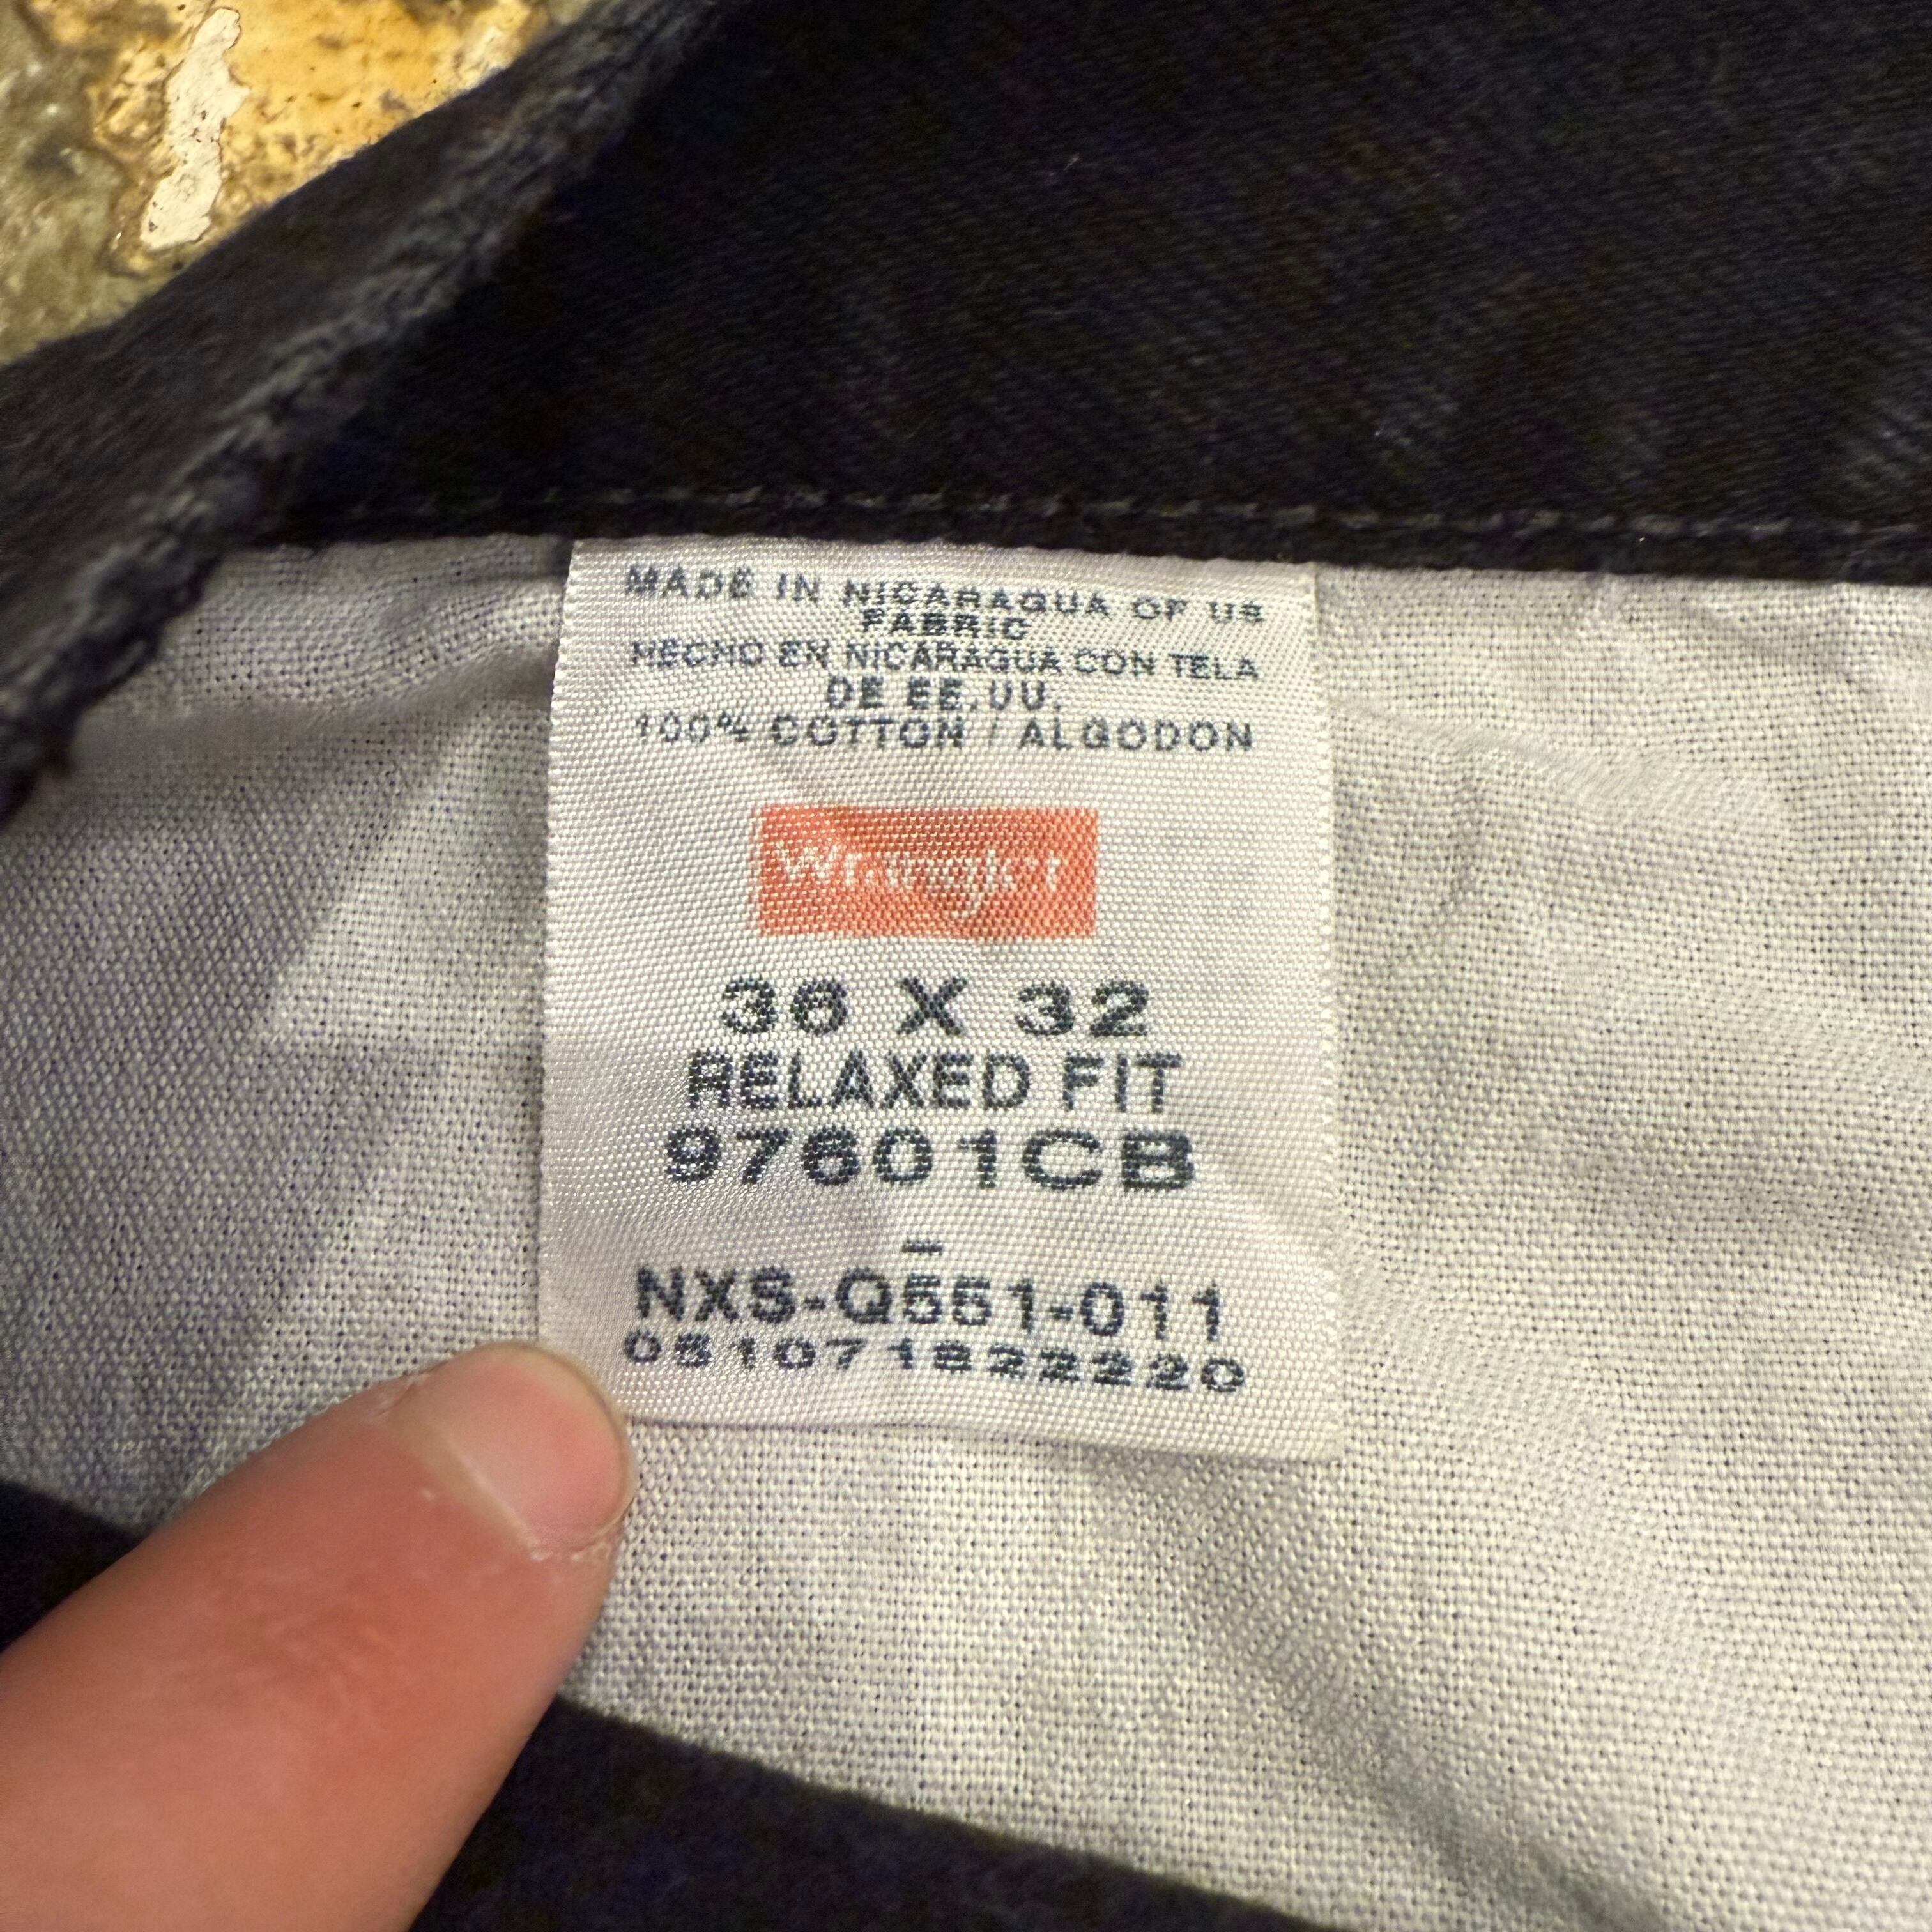 MADE IN NICARAGUA OF US
FABRIC
HECHO EN NICARAGUA CON TELA
DE EE.UU.
100% COTTON / ALGODON
Wrangler
36 X 32
RELAXED FIT
97601CB
-
NXS-Q551-011
051071822220